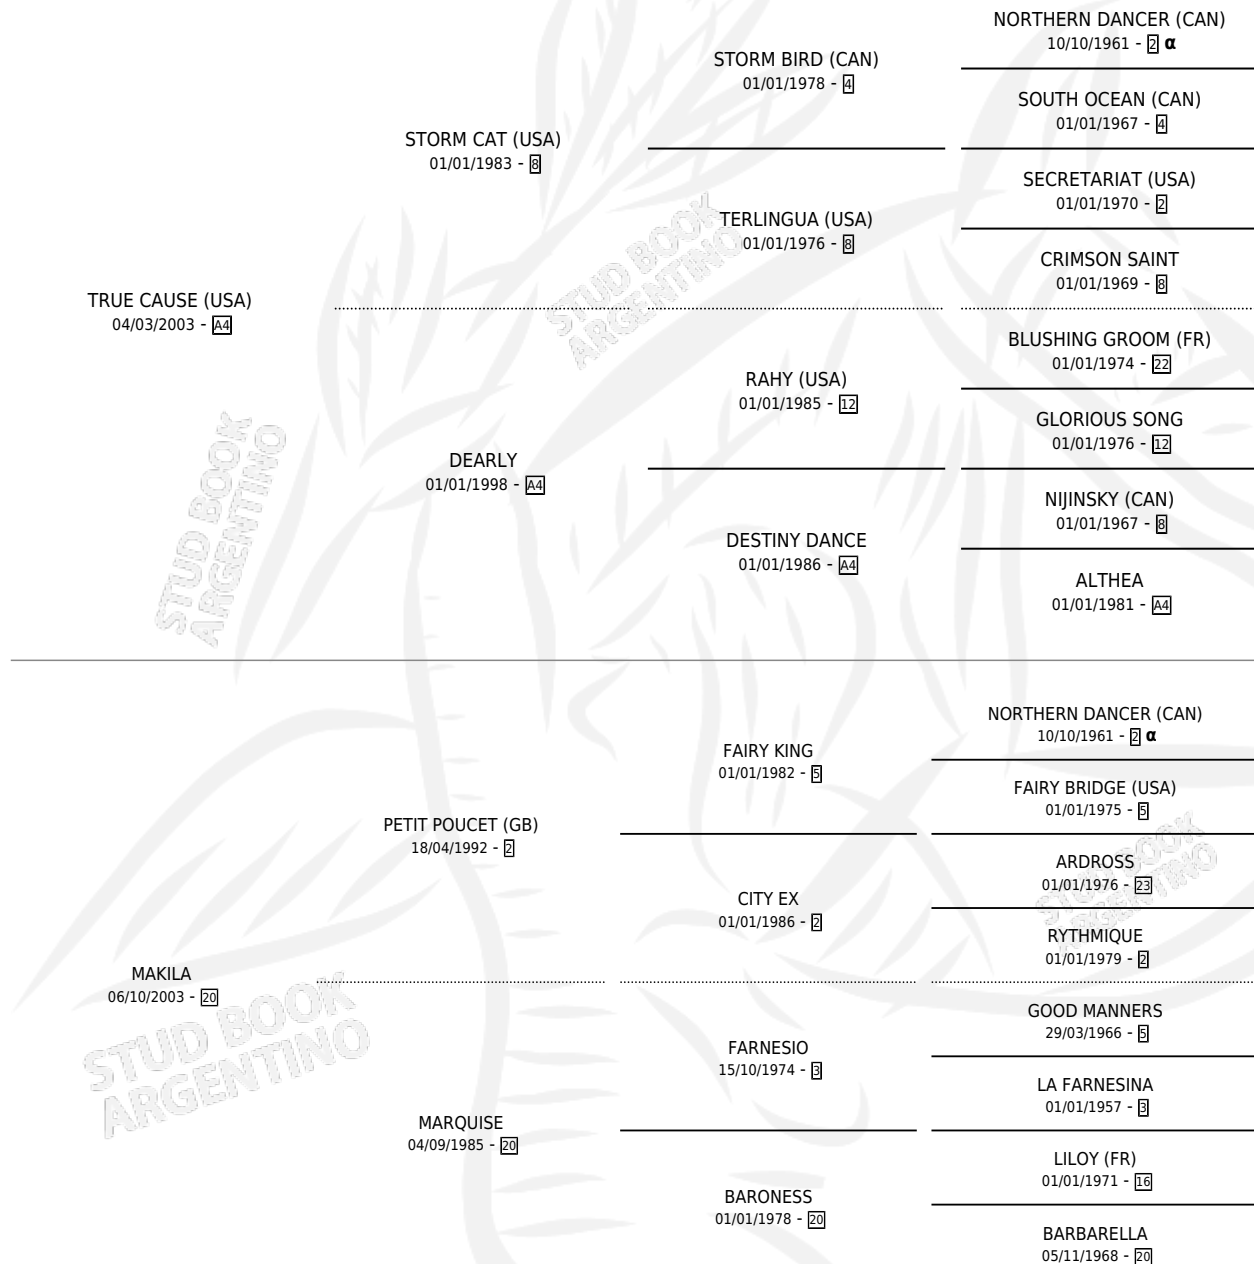 NORTHERN DANCER (CAN)
10/10/1961 - 2 α
STORM BIRD (CAN)
01/01/1978 - 4
SOUTH OCEAN (CAN)
01/01/1967 - 4
STORM CAT (USA)
01/01/1983 - 8
SECRETARIAT (USA)
01/01/1970 - 2
TERLINGUA (USA)
01/01/1976 - 8
CRIMSON SAINT
01/01/1969 - 8
STUD BOOK
ARGENTINO
TRUE CAUSE (USA)
04/03/2003 - A4
BLUSHING GROOM (FR)
01/01/1974 - 22
RAHY (USA)
01/01/1985 - 12
GLORIOUS SONG
01/01/1976 - 12
DEARLY
01/01/1998 - A4
NIJINSKY (CAN)
01/01/1967 - 8
DESTINY DANCE
01/01/1986 - A4
ALTHEA
01/01/1981 - A4
STUD BOOK
ARGENTINO
NORTHERN DANCER (CAN)
10/10/1961 - 2 α
FAIRY KING
01/01/1982 - 5
FAIRY BRIDGE (USA)
01/01/1975 - 5
PETIT POUCET (GB)
18/04/1992 - 2
ARDROSS
01/01/1976 - 23
CITY EX
01/01/1986 - 2
RYTHMIQUE
01/01/1979 - 2
STUD BOOK
ARGENTINO
MAKILA
06/10/2003 - 20
GOOD MANNERS
29/03/1966 - 5
FARNESIO
15/10/1974 - 3
LA FARNESINA
01/01/1957 - 3
MARQUISE
04/09/1985 - 20
LILOY (FR)
01/01/1971 - 16
BARONESS
01/01/1978 - 20
BARBARELLA
05/11/1968 - 20
STUD BOOK
ARGENTINO